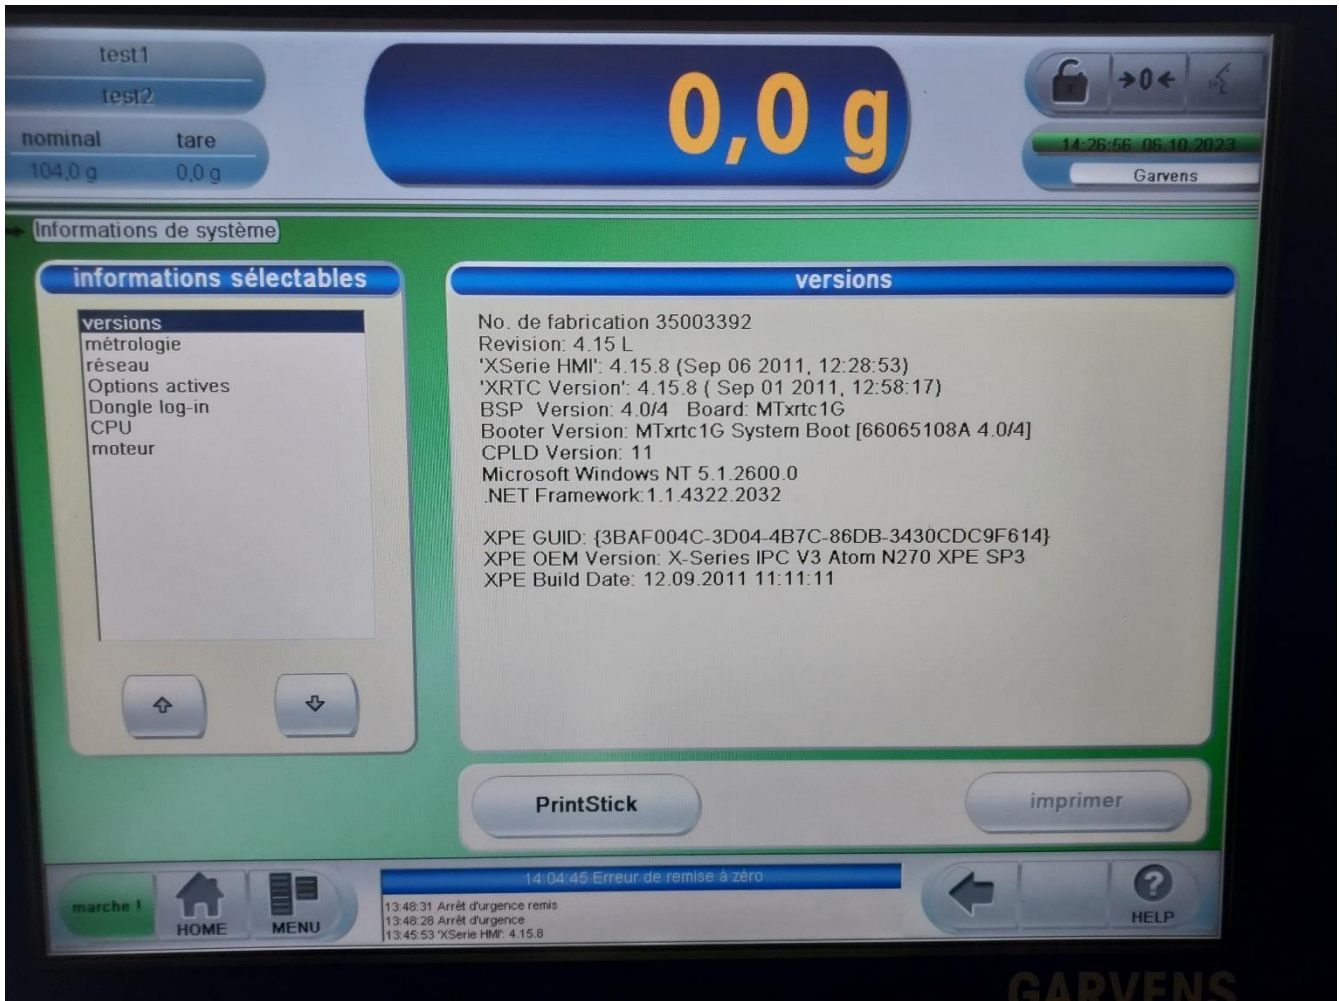 test1
test2
nominal tare
104,0 g 0,0 g
0,0 g
→0←
14:26:56 06.10.2023
Garvens
Informations de système
informations sélectables
versions
métrologie
réseau
Options actives
Dongle log-in
CPU
moteur
versions
No. de fabrication 35003392
Revision: 4.15 L
'XSerie HMI': 4.15.8 (Sep 06 2011, 12:28:53)
'XRTC Version': 4.15.8 ( Sep 01 2011, 12:58:17)
BSP Version: 4.0/4 Board: MTxrtc1G
Booter Version: MTxrtc1G System Boot [66065108A 4.0/4]
CPLD Version: 11
Microsoft Windows NT 5.1.2600.0
.NET Framework:1.1.4322.2032
XPE GUID: {3BAF004C-3D04-4B7C-86DB-3430CDC9F614}
XPE OEM Version: X-Series IPC V3 Atom N270 XPE SP3
XPE Build Date: 12.09.2011 11:11:11
PrintStick
imprimer
marche !
HOME
MENU
14:04:45 Erreur de remise à zéro
13:48:31 Arrêt d'urgence remis
13:48:28 Arrêt d'urgence
13:45:53 'XSerie HMI': 4.15.8
HELP
GARVENS